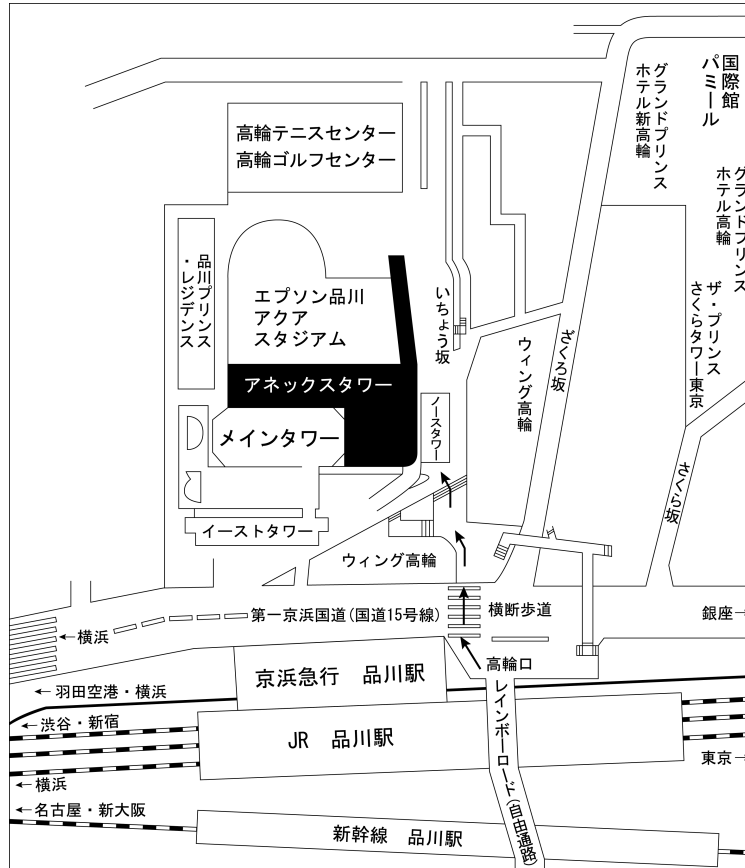 国際館
パミール
グランドプリンス
ホテル新高輪
グランドプリンス
ホテル高輪
ザ・プリンス
さくらタワー東京
高輪テニスセンター
高輪ゴルフセンター
品川プリンス
・レジデンス
エプソン品川
アクア
スタジアム
いちょう坂
ざくろ坂
ウィング高輪
アネックスタワー
ノースタワー
メインタワー
さくら坂
イーストタワー
ウィング高輪
第一京浜国道(国道15号線)
横断歩道
銀座→
←横浜
高輪口
京浜急行 品川駅
←羽田空港・横浜
レインボーロード(自由通路)
←渋谷・新宿
JR 品川駅
東京→
←横浜
←名古屋・新大阪
新幹線 品川駅